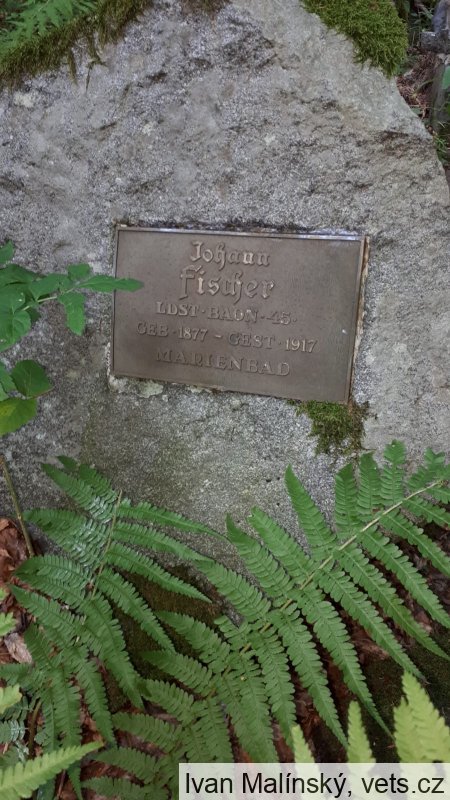 Johann
Fischer
LDST·BAON·45·
GEB·1877 - GEST·1917
MARIENBAD
Ivan Malínský, vets.cz